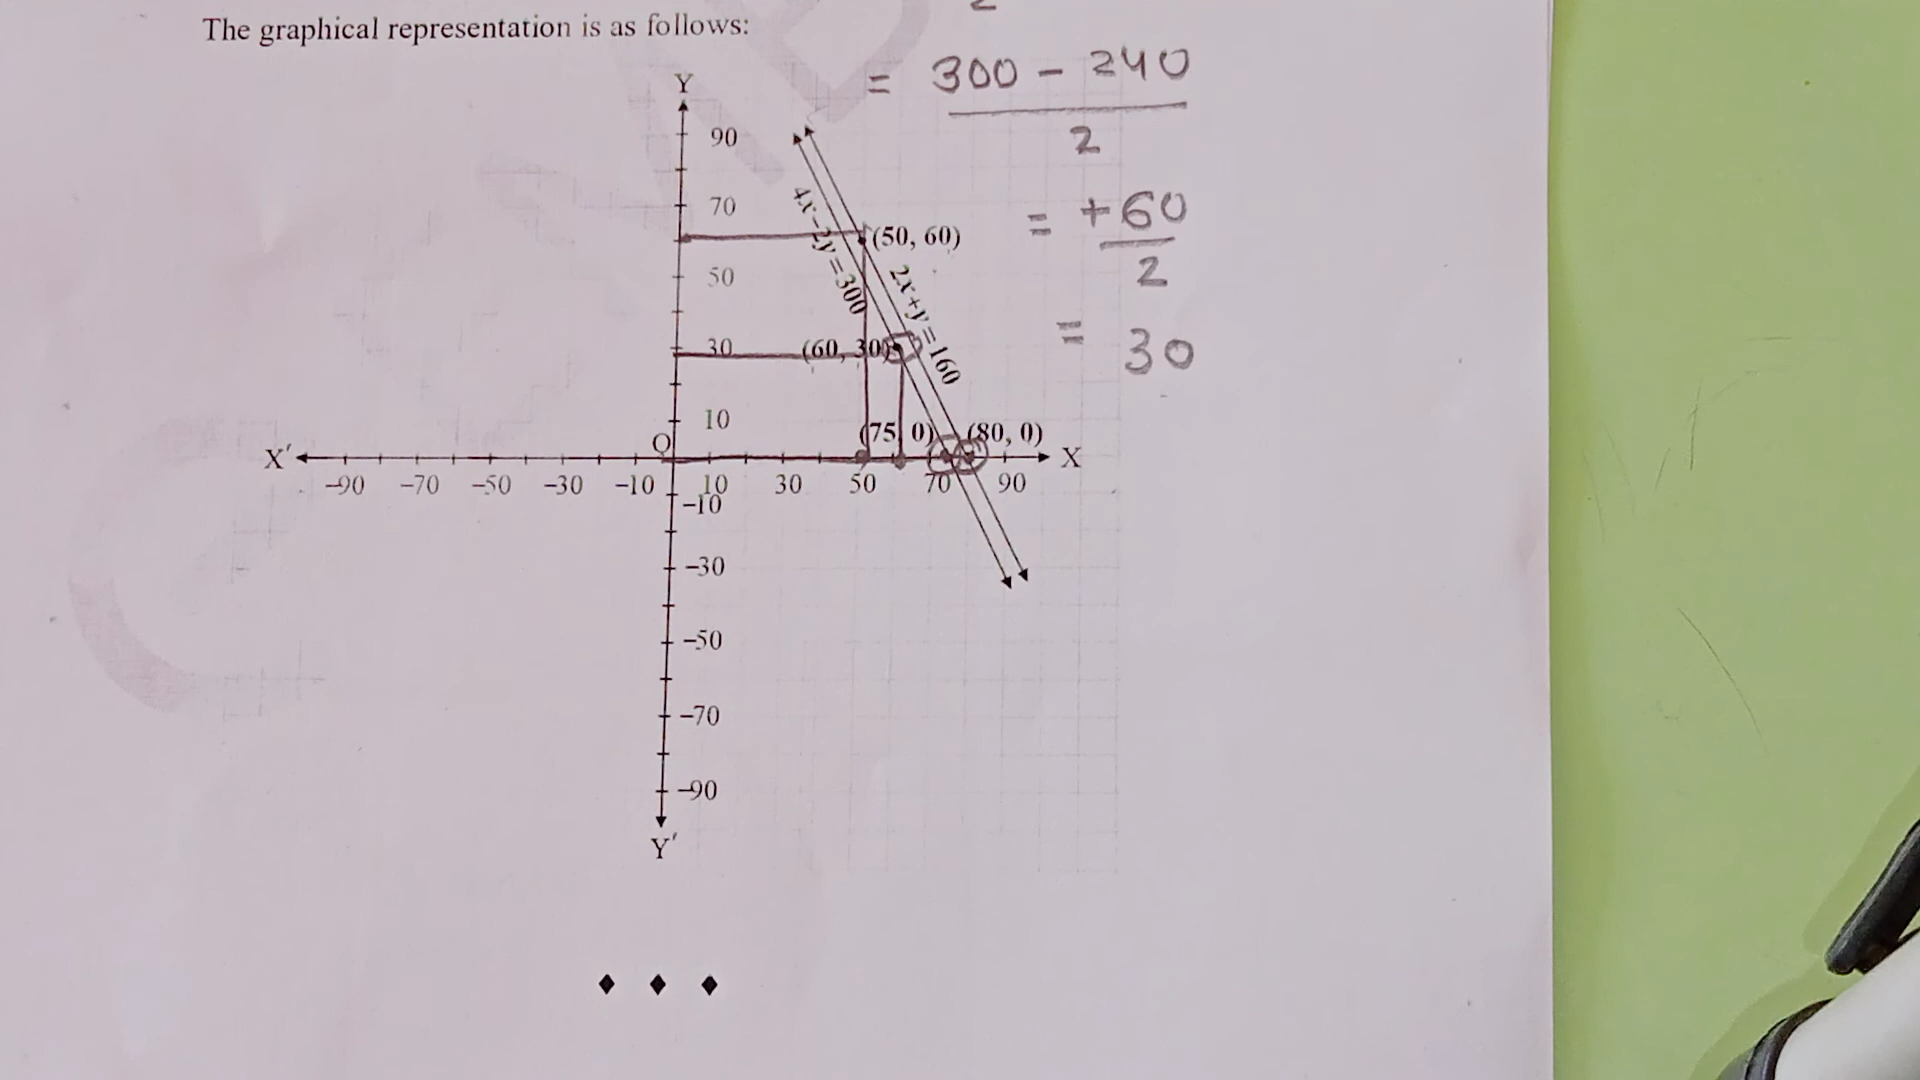 The graphical representation is as follows:
= 300 - 240
2
= +60
2
= 30
Y
90
70
50
30
10
4x–2y=300
2x+y=160
(50, 60)
(60, 30)
(75, 0)
(80, 0)
O
X′
X
–90 –70 –50 –30 –10 10 30 50 70 90
–10
–30
–50
–70
–90
Y′